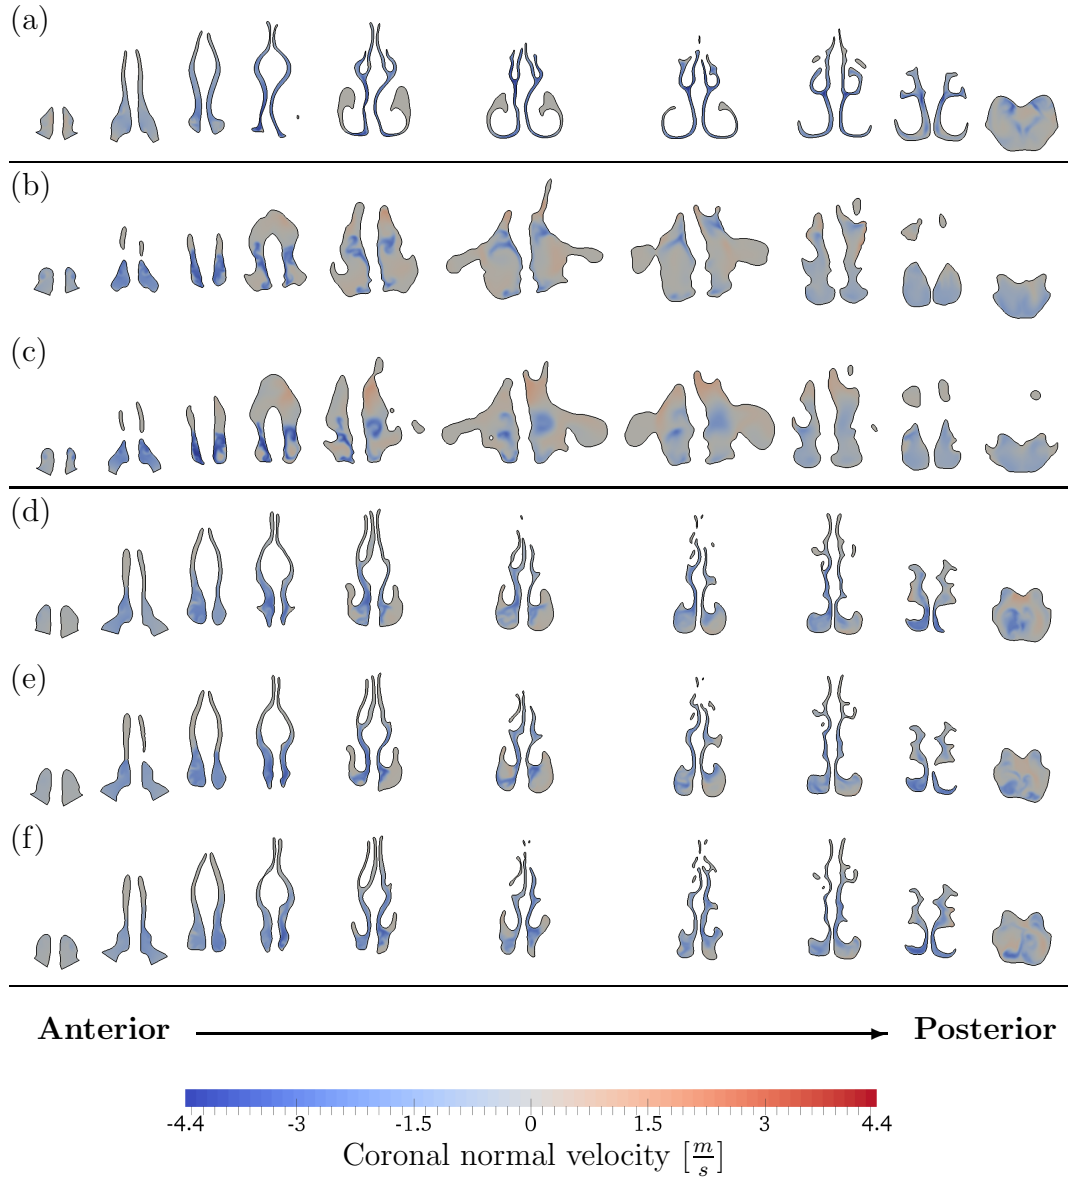 (a)
(b)
(c)
(d)
(e)
(f)
Anterior Posterior
-4.4 -3 -1.5 0 1.5 3 4.4
Coronal normal velocity [m/s]